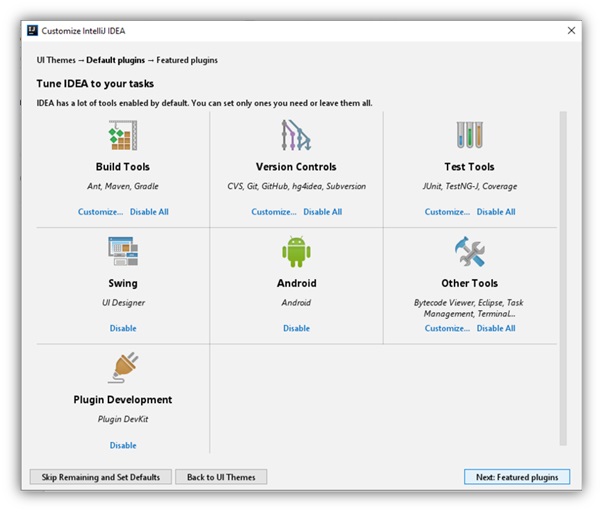 Customize IntelliJ IDEA
UI Themes → Default plugins → Featured plugins
Tune IDEA to your tasks
IDEA has a lot of tools enabled by default. You can set only ones you need or leave them all.
Build Tools
Ant, Maven, Gradle
Customize... Disable All
Version Controls
CVS, Git, GitHub, hg4idea, Subversion
Customize... Disable All
Test Tools
JUnit, TestNG-J, Coverage
Customize... Disable All
Swing
UI Designer
Disable
Android
Android
Disable
Other Tools
Bytecode Viewer, Eclipse, Task
Management, Terminal...
Customize... Disable All
Plugin Development
Plugin DevKit
Disable
Skip Remaining and Set Defaults
Back to UI Themes
Next: Featured plugins